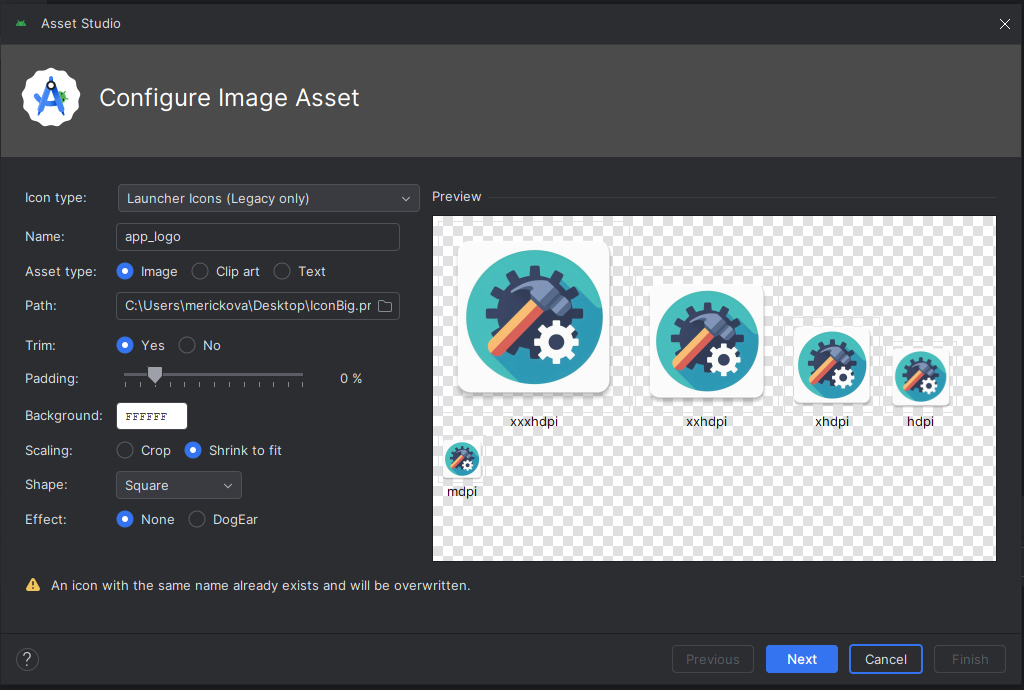 Asset Studio
Configure Image Asset
Icon type: Launcher Icons (Legacy only)
Preview
Name: app_logo
Asset type: Image Clip art Text
Path: C:\Users\merickova\Desktop\IconBig.pr
Trim: Yes No
Padding: 0 %
Background: FFFFFF
Scaling: Crop Shrink to fit
Shape: Square
Effect: None DogEar
xxxhdpi xxhdpi xhdpi hdpi
mdpi
An icon with the same name already exists and will be overwritten.
? Previous Next Cancel Finish